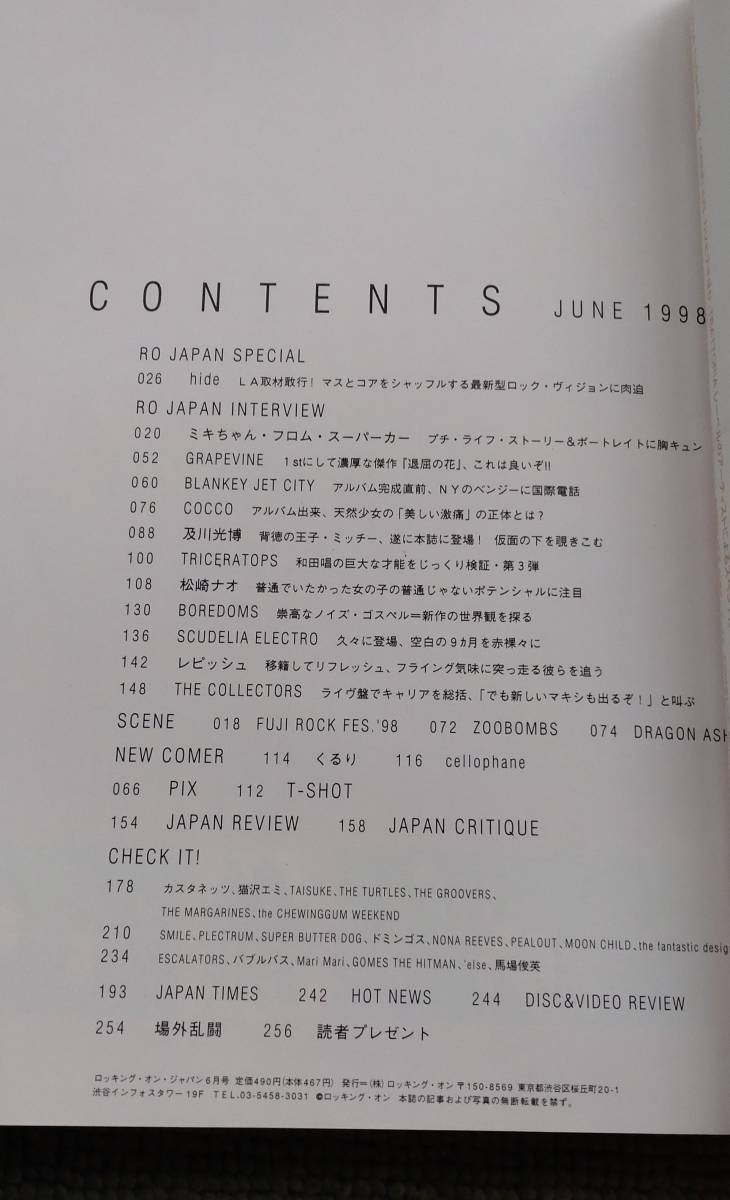 CONTENTS JUNE 1998
RO JAPAN SPECIAL
026 hide LA取材敢行! マスとコアをシャッフルする最新型ロック・ヴィジョンに肉迫
RO JAPAN INTERVIEW
020 ミキちゃん・フロム・スーパーカー プチ・ライフ・ストーリー&ポートレイトに胸キュン
052 GRAPEVINE 1stにして濃厚な傑作『退屈の花』、これは良いぞ!!
060 BLANKEY JET CITY アルバム完成直前、NYのベンジーに国際電話
076 COCCO アルバム出来、天然少女の「美しい激痛」の正体とは?
088 及川光博 背徳の王子・ミッチー、遂に本誌に登場! 仮面の下を覗きこむ
100 TRICERATOPS 和田唱の巨大な才能をじっくり検証・第3弾
108 松崎ナオ 普通でいたかった女の子の普通じゃないポテンシャルに注目
130 BOREDOMS 崇高なノイズ・ゴスペル=新作の世界観を探る
136 SCUDELIA ELECTRO 久々に登場、空白の9ヵ月を赤裸々に
142 レピッシュ 移籍してリフレッシュ、フライング気味に突っ走る彼らを追う
148 THE COLLECTORS ライヴ盤でキャリアを総括、「でも新しいマキシも出るぞ!」と叫ぶ
SCENE 018 FUJI ROCK FES.'98 072 ZOOBOMBS 074 DRAGON ASH
NEW COMER 114 くるり 116 cellophane
066 PIX 112 T-SHOT
154 JAPAN REVIEW 158 JAPAN CRITIQUE
CHECK IT!
178 カスタネッツ、猫沢エミ、TAISUKE、THE TURTLES、THE GROOVERS、
THE MARGARINES、the CHEWINGGUM WEEKEND
210 SMILE、PLECTRUM、SUPER BUTTER DOG、ドミンゴス、NONA REEVES、PEALOUT、MOON CHILD、the fantastic desig
234 ESCALATORS、バブルバス、Mari Mari、GOMES THE HITMAN、'else、馬場俊英
193 JAPAN TIMES 242 HOT NEWS 244 DISC&VIDEO REVIEW
254 場外乱闘 256 読者プレゼント
ロッキング・オン・ジャパン6月号 定価490円(本体467円) 発行=(株)ロッキング・オン 〒150-8569 東京都渋谷区桜丘町20-1
渋谷インフォスタワー19F TEL.03-5458-3031 ©ロッキング・オン 本誌の記事および写真の無断転載を禁ず。